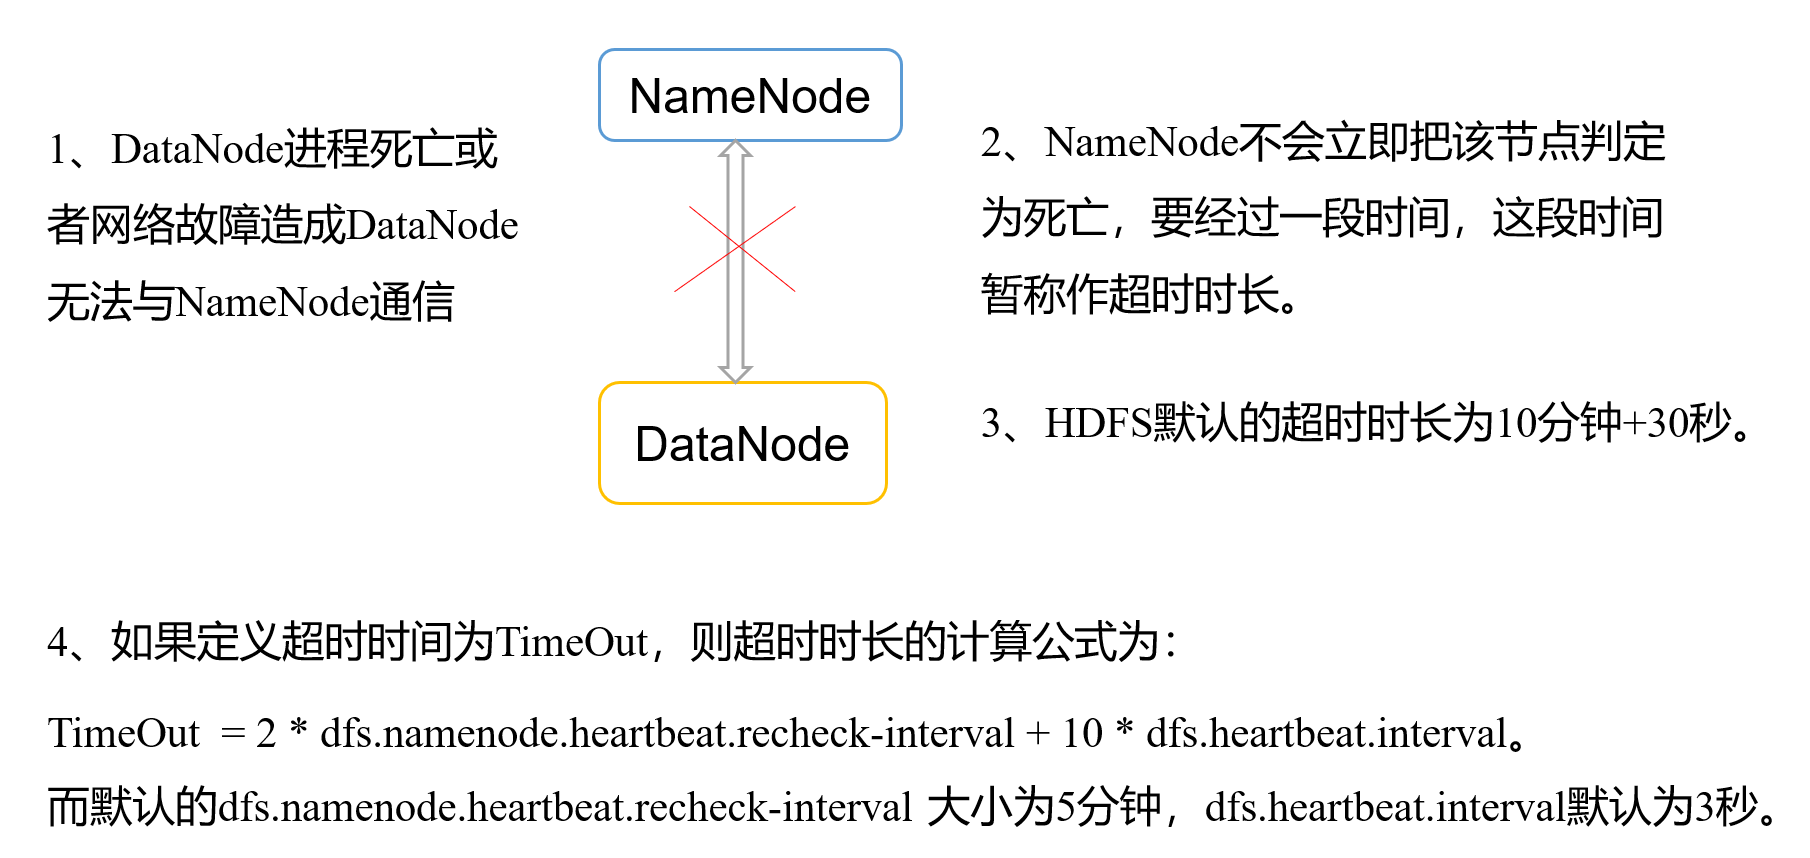 NameNode
1、DataNode进程死亡或
者网络故障造成DataNode
无法与NameNode通信
2、NameNode不会立即把该节点判定
为死亡，要经过一段时间，这段时间
暂称作超时时长。
DataNode
3、HDFS默认的超时时长为10分钟+30秒。
4、如果定义超时时间为TimeOut，则超时时长的计算公式为：
TimeOut  = 2 * dfs.namenode.heartbeat.recheck-interval + 10 * dfs.heartbeat.interval。
而默认的dfs.namenode.heartbeat.recheck-interval 大小为5分钟，dfs.heartbeat.interval默认为3秒。